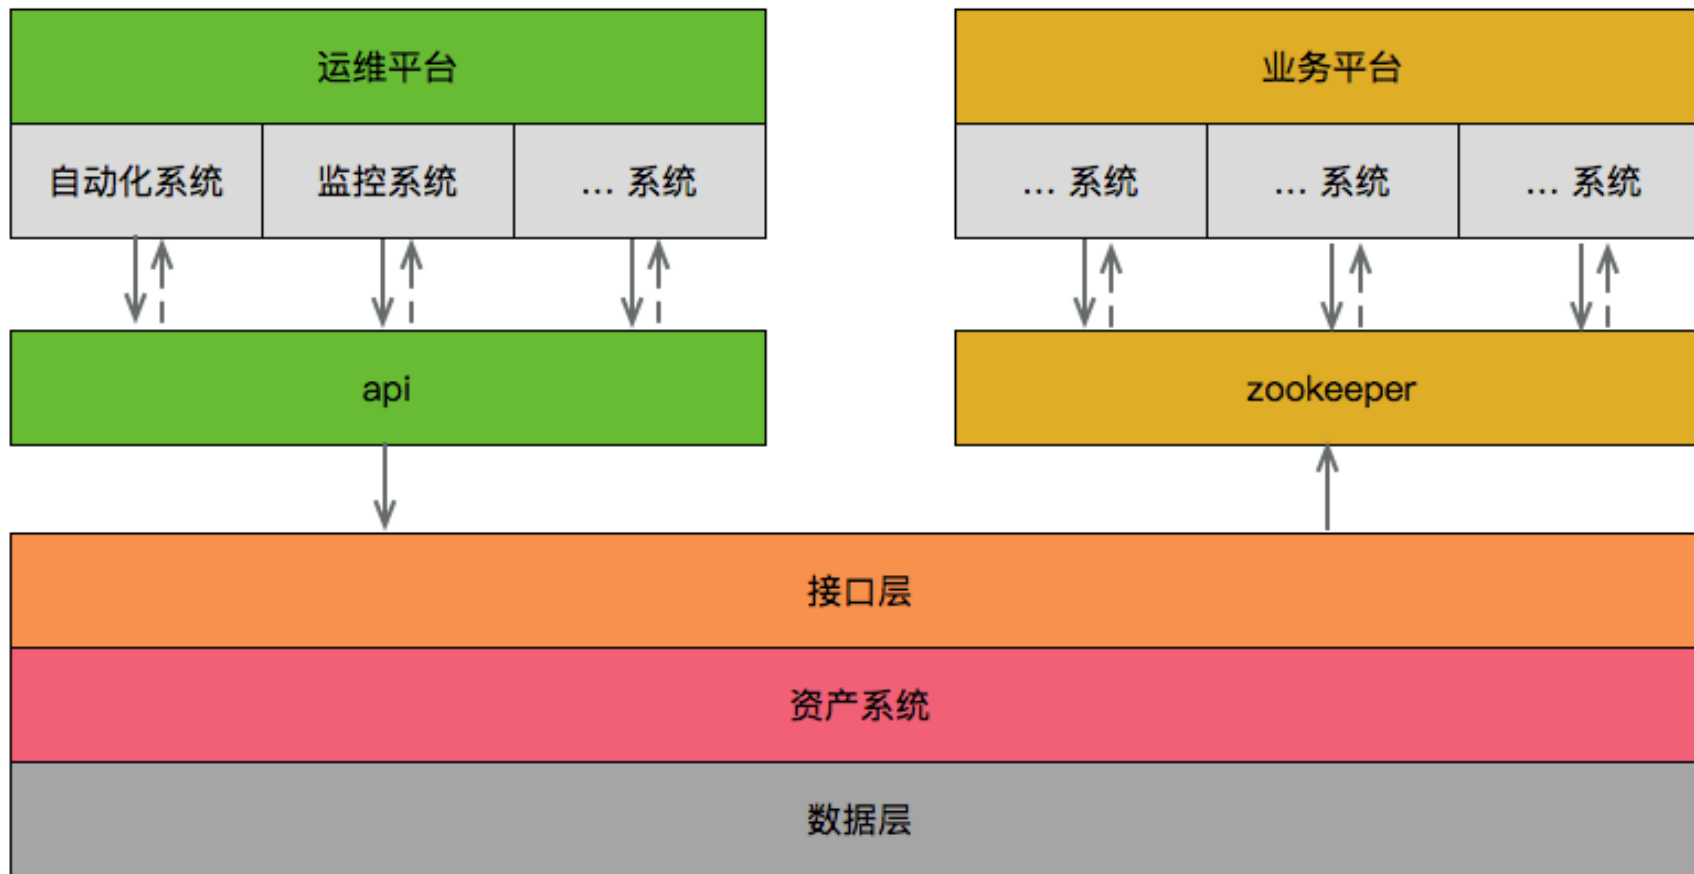 运维平台
业务平台
自动化系统
监控系统
... 系统
... 系统
... 系统
... 系统
api
zookeeper
接口层
资产系统
数据层